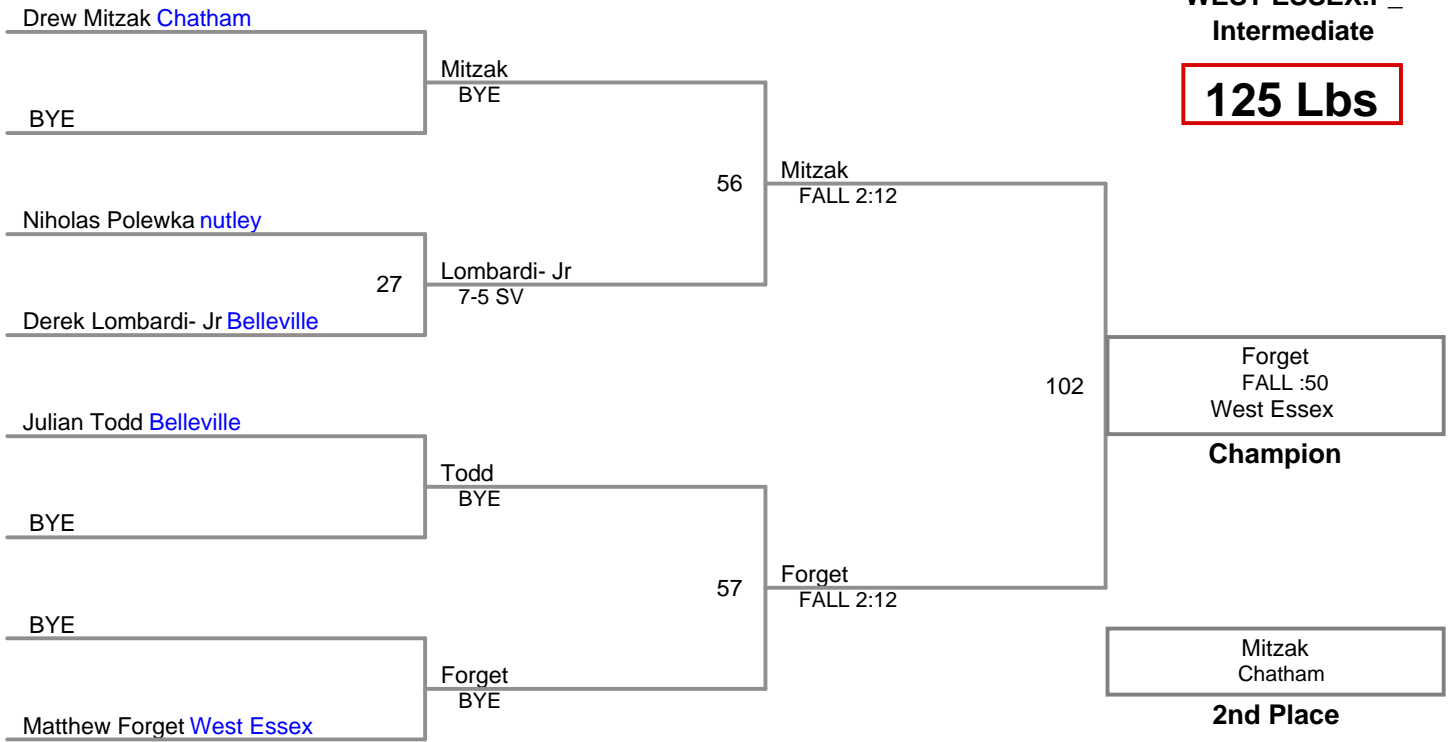 Drew Mitzak Chatham
BYE
Niholas Polewka nutley
Derek Lombardi- Jr Belleville
Julian Todd Belleville
BYE
BYE
Matthew Forget West Essex
27
Mitzak
BYE
Lombardi- Jr
7-5 SV
Todd
BYE
Forget
BYE
56
57
Mitzak
FALL 2:12
Forget
FALL 2:12
102
Intermediate
125 Lbs
Forget
FALL :50
West Essex
Champion
Mitzak
Chatham
2nd Place